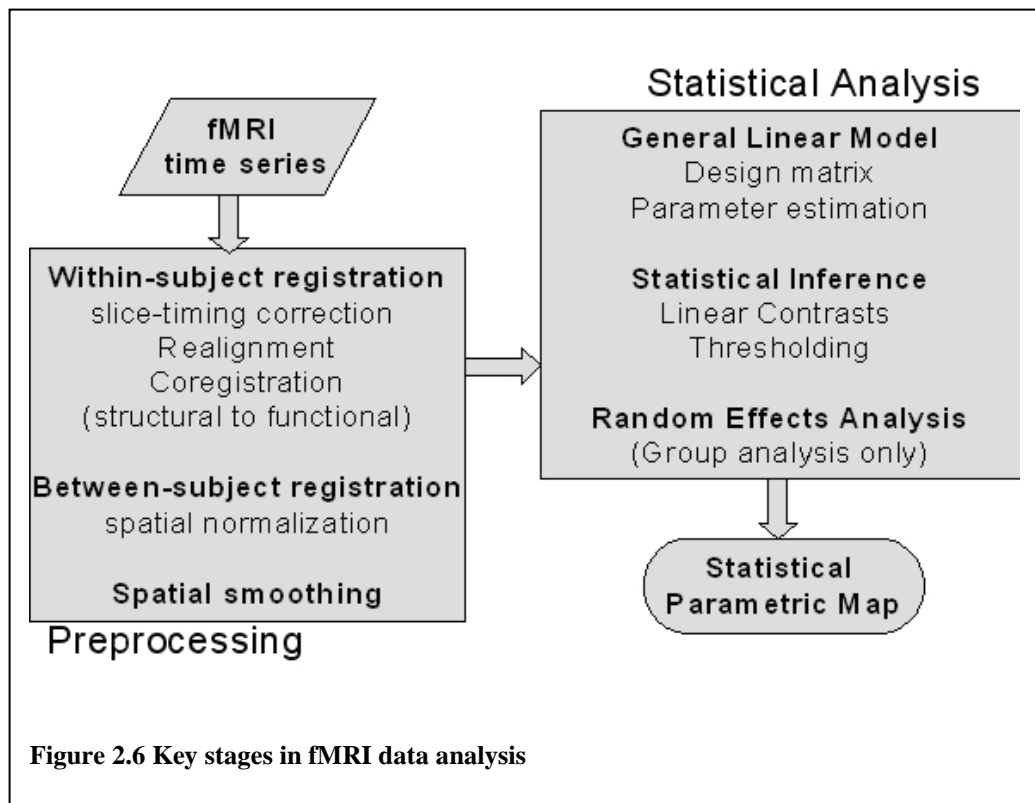 fMRI
time series
Within-subject registration
slice-timing correction
Realignment
Coregistration
(structural to functional)
Between-subject registration
spatial normalization
Spatial smoothing
Preprocessing
Statistical Analysis
General Linear Model
Design matrix
Parameter estimation
Statistical Inference
Linear Contrasts
Thresholding
Random Effects Analysis
(Group analysis only)
Statistical
Parametric Map
Figure 2.6 Key stages in fMRI data analysis